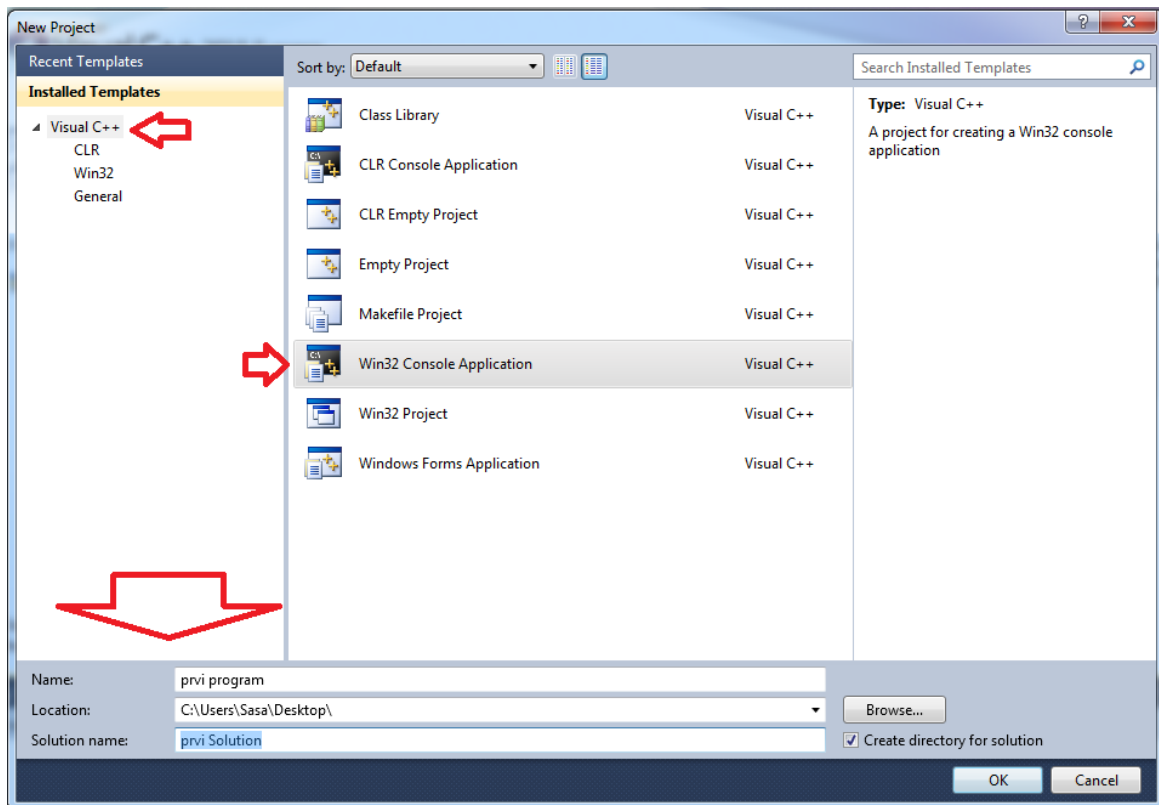 New Project
Recent Templates
Installed Templates
Visual C++
CLR
Win32
General
Sort by: Default
Class Library Visual C++
CLR Console Application Visual C++
CLR Empty Project Visual C++
Empty Project Visual C++
Makefile Project Visual C++
Win32 Console Application Visual C++
Win32 Project Visual C++
Windows Forms Application Visual C++
Search Installed Templates
Type: Visual C++
A project for creating a Win32 console
application
Name: prvi program
Location: C:\Users\Sasa\Desktop\
Browse...
Solution name: prvi Solution
Create directory for solution
OK Cancel